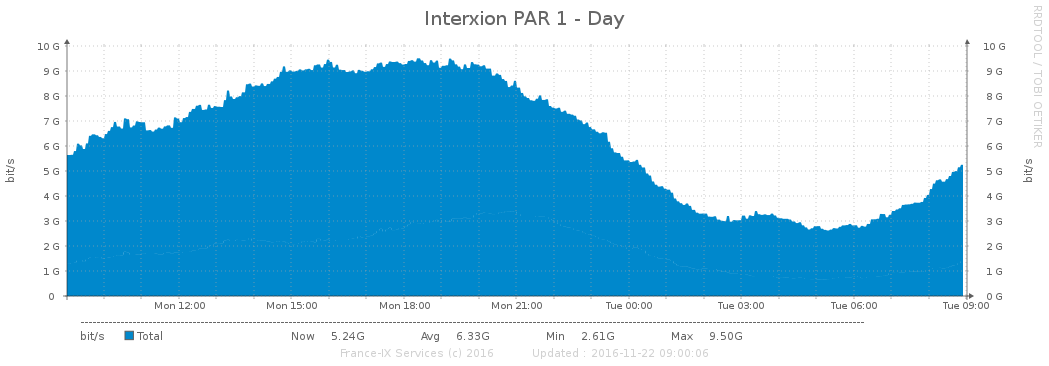 Interxion PAR 1 - Day
RRDTOOL / TOBI OETIKER
bit/s
10 G
9 G
8 G
7 G
6 G
5 G
4 G
3 G
2 G
1 G
0
10 G
9 G
8 G
7 G
6 G
5 G
4 G
3 G
2 G
1 G
0 G
bit/s
Mon 12:00 Mon 15:00 Mon 18:00 Mon 21:00 Tue 00:00 Tue 03:00 Tue 06:00 Tue 09:00
bit/s Total Now 5.24G Avg 6.33G Min 2.61G Max 9.50G
France-IX Services (c) 2016 Updated : 2016-11-22 09:00:06